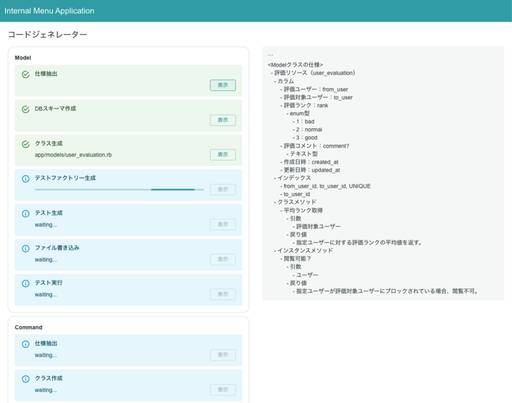 Internal Menu Application
コードジェネレーター
Model
仕様抽出
表示
DBスキーマ作成
表示
クラス生成
app/models/user_evaluation.rb
表示
テストファクトリー生成
表示
テスト生成
waiting...
表示
ファイル書き込み
waiting...
表示
テスト実行
waiting...
表示
Command
仕様抽出
waiting...
表示
クラス作成
waiting...
表示
...
<Modelクラスの仕様>
- 評価リソース（user_evaluation）
- カラム
- 評価ユーザー：from_user
- 評価対象ユーザー：to_user
- 評価ランク：rank
- enum型
- 1：bad
- 2：normal
- 3：good
- 評価コメント：comment?
- テキスト型
- 作成日時：created_at
- 更新日時：updated_at
- インデックス
- from_user_id, to_user_id, UNIQUE
- to_user_id
- クラスメソッド
- 平均ランク取得
- 引数
- 評価対象ユーザー
- 戻り値
- 指定ユーザーに対する評価ランクの平均値を返す。
- インスタンスメソッド
- 閲覧可能？
- 引数
- ユーザー
- 戻り値
- 指定ユーザーが評価対象ユーザーにブロックされている場合、閲覧不可。